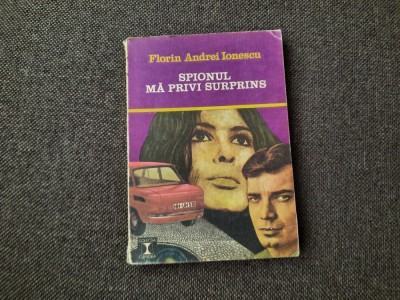 Florin Andrei Ionescu
SPIONUL
MĂ PRIVI SURPRINS